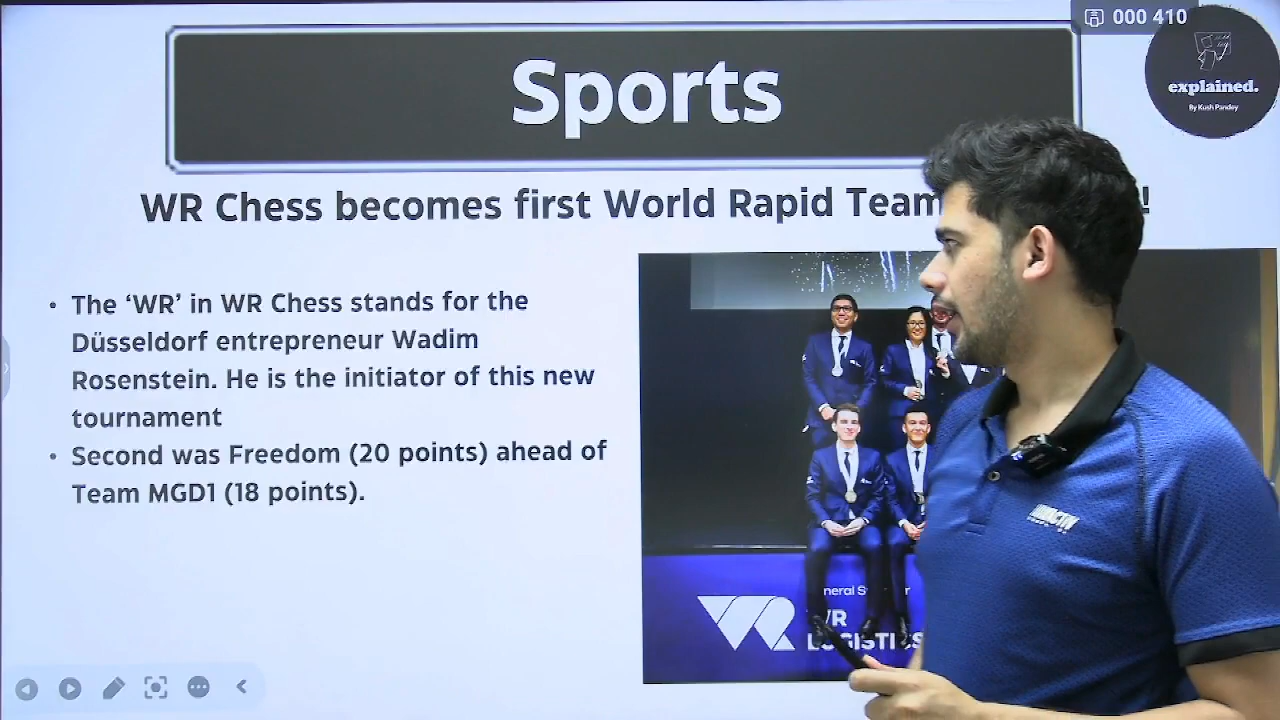 000 410
explained.
By Kush Pandey
Sports
WR Chess becomes first World Rapid Team !
• The ‘WR’ in WR Chess stands for the
Düsseldorf entrepreneur Wadim
Rosenstein. He is the initiator of this new
tournament
• Second was Freedom (20 points) ahead of
Team MGD1 (18 points).
WR
LOGISTICS